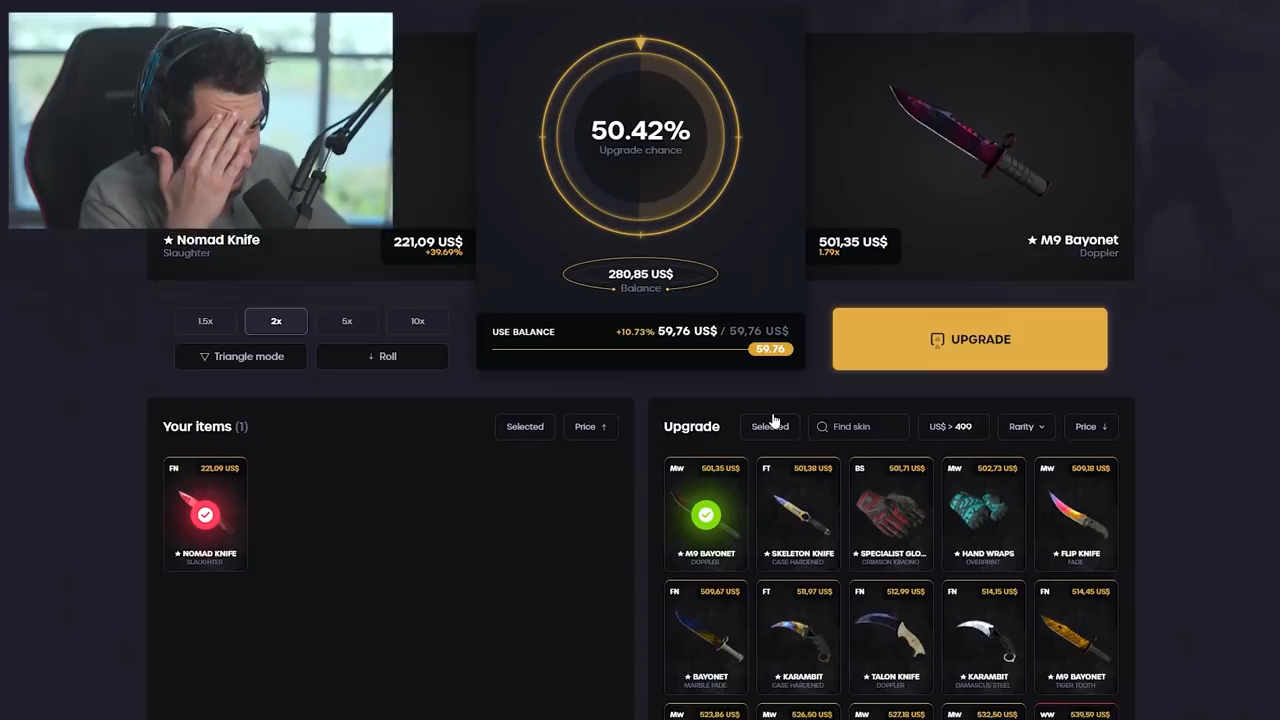 50.42%
Upgrade chance
★ Nomad Knife
Slaughter
221,09 US$
+39.69%
501,35 US$
1.79x
★ M9 Bayonet
Doppler
280,85 US$
Balance
1.5x
2x
5x
10x
USE BALANCE
+10.73% 59,76 US$ / 59,76 US$
59.76
UPGRADE
Triangle mode
↓ Roll
Your items (1)
Selected
Price ↑
Upgrade
Selected
Find skin
US$ > 499
Rarity
Price ↓
FN 221,09 US$
★ NOMAD KNIFE
SLAUGHTER
MW 501,35 US$
★ M9 BAYONET
DOPPLER
FT 501,38 US$
★ SKELETON KNIFE
CASE HARDENED
BS 501,71 US$
★ SPECIALIST GLO...
CRIMSON KIMONO
MW 502,73 US$
★ HAND WRAPS
OVERPRINT
MW 509,18 US$
★ FLIP KNIFE
FADE
FN 509,67 US$
★ BAYONET
MARBLE FADE
FT 511,97 US$
★ KARAMBIT
CASE HARDENED
FN 512,99 US$
★ TALON KNIFE
DOPPLER
FN 514,15 US$
★ KARAMBIT
DAMASCUS STEEL
FN 514,45 US$
★ M9 BAYONET
TIGER TOOTH
MW 523,86 US$
MW 526,50 US$
MW 527,18 US$
MW 532,50 US$
WW 539,59 US$